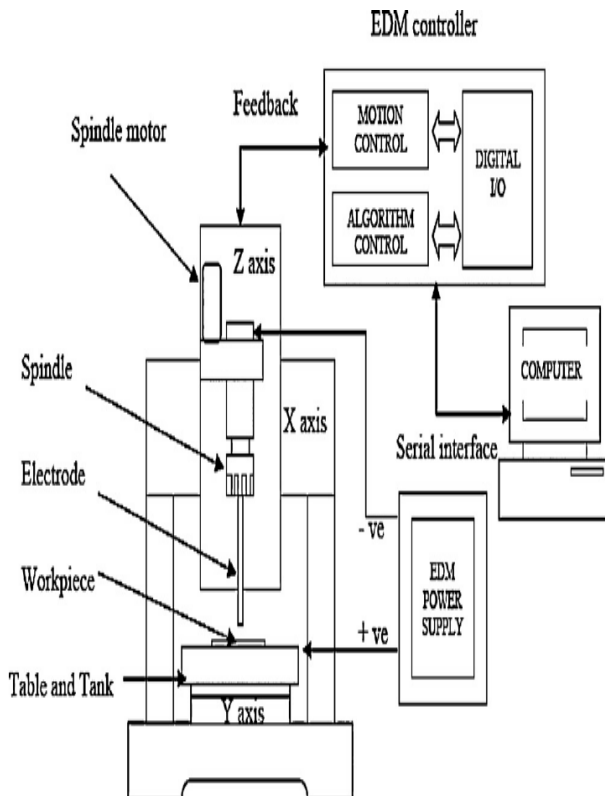 EDM controller
Feedback
MOTION
CONTROL
DIGITAL
I/O
Spindle motor
ALGORITHM
CONTROL
Z axis
Spindle
X axis
COMPUTER
Serial interface
Electrode
- ve
EDM
POWER
SUPPLY
Workpiece
+ ve
Table and Tank
Y axis